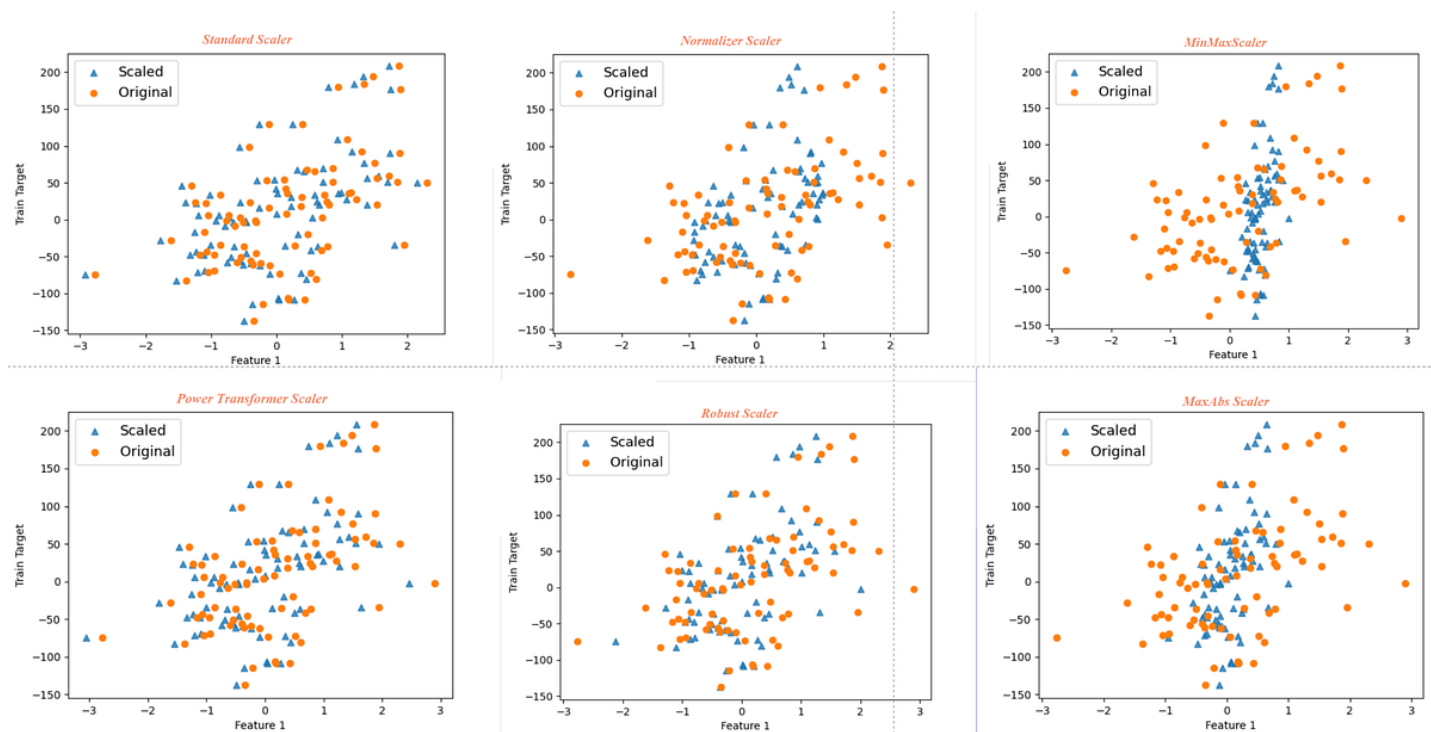 Standard Scaler
Scaled
Original
200
150
100
50
0
−50
−100
−150
Train Target
−3 −2 −1 0 1 2
Feature 1
Normalizer Scaler
Scaled
Original
200
150
100
50
0
−50
−100
−150
Train Target
−3 −2 −1 0 1 2
Feature 1
MinMaxScaler
Scaled
Original
200
150
100
50
0
−50
−100
−150
Train Target
−3 −2 −1 0 1 2 3
Feature 1
Power Transformer Scaler
Scaled
Original
200
150
100
50
0
−50
−100
−150
Train Target
−3 −2 −1 0 1 2 3
Feature 1
Robust Scaler
Scaled
Original
200
150
100
50
0
−50
−100
−150
Train Target
−3 −2 −1 0 1 2 3
Feature 1
MaxAbs Scaler
Scaled
Original
200
150
100
50
0
−50
−100
−150
Train Target
−3 −2 −1 0 1 2 3
Feature 1